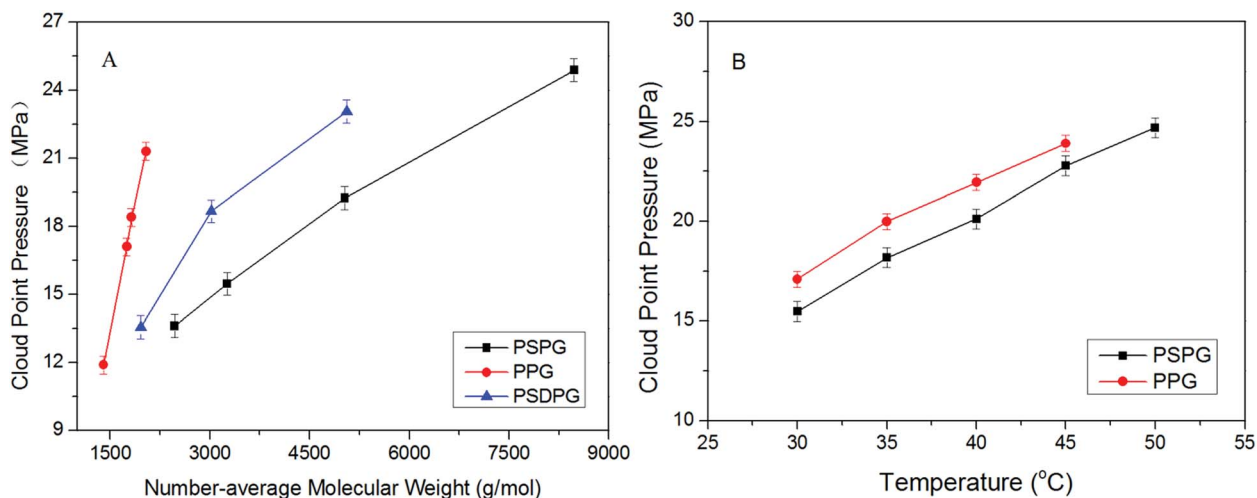 A
Cloud Point Pressure (MPa)
27
24
21
18
15
12
9
1500 3000 4500 6000 7500 9000
Number-average Molecular Weight (g/mol)
PSPG
PPG
PSDPG
B
Cloud Point Pressure (MPa)
30
25
20
15
10
25 30 35 40 45 50 55
Temperature (°C)
PSPG
PPG